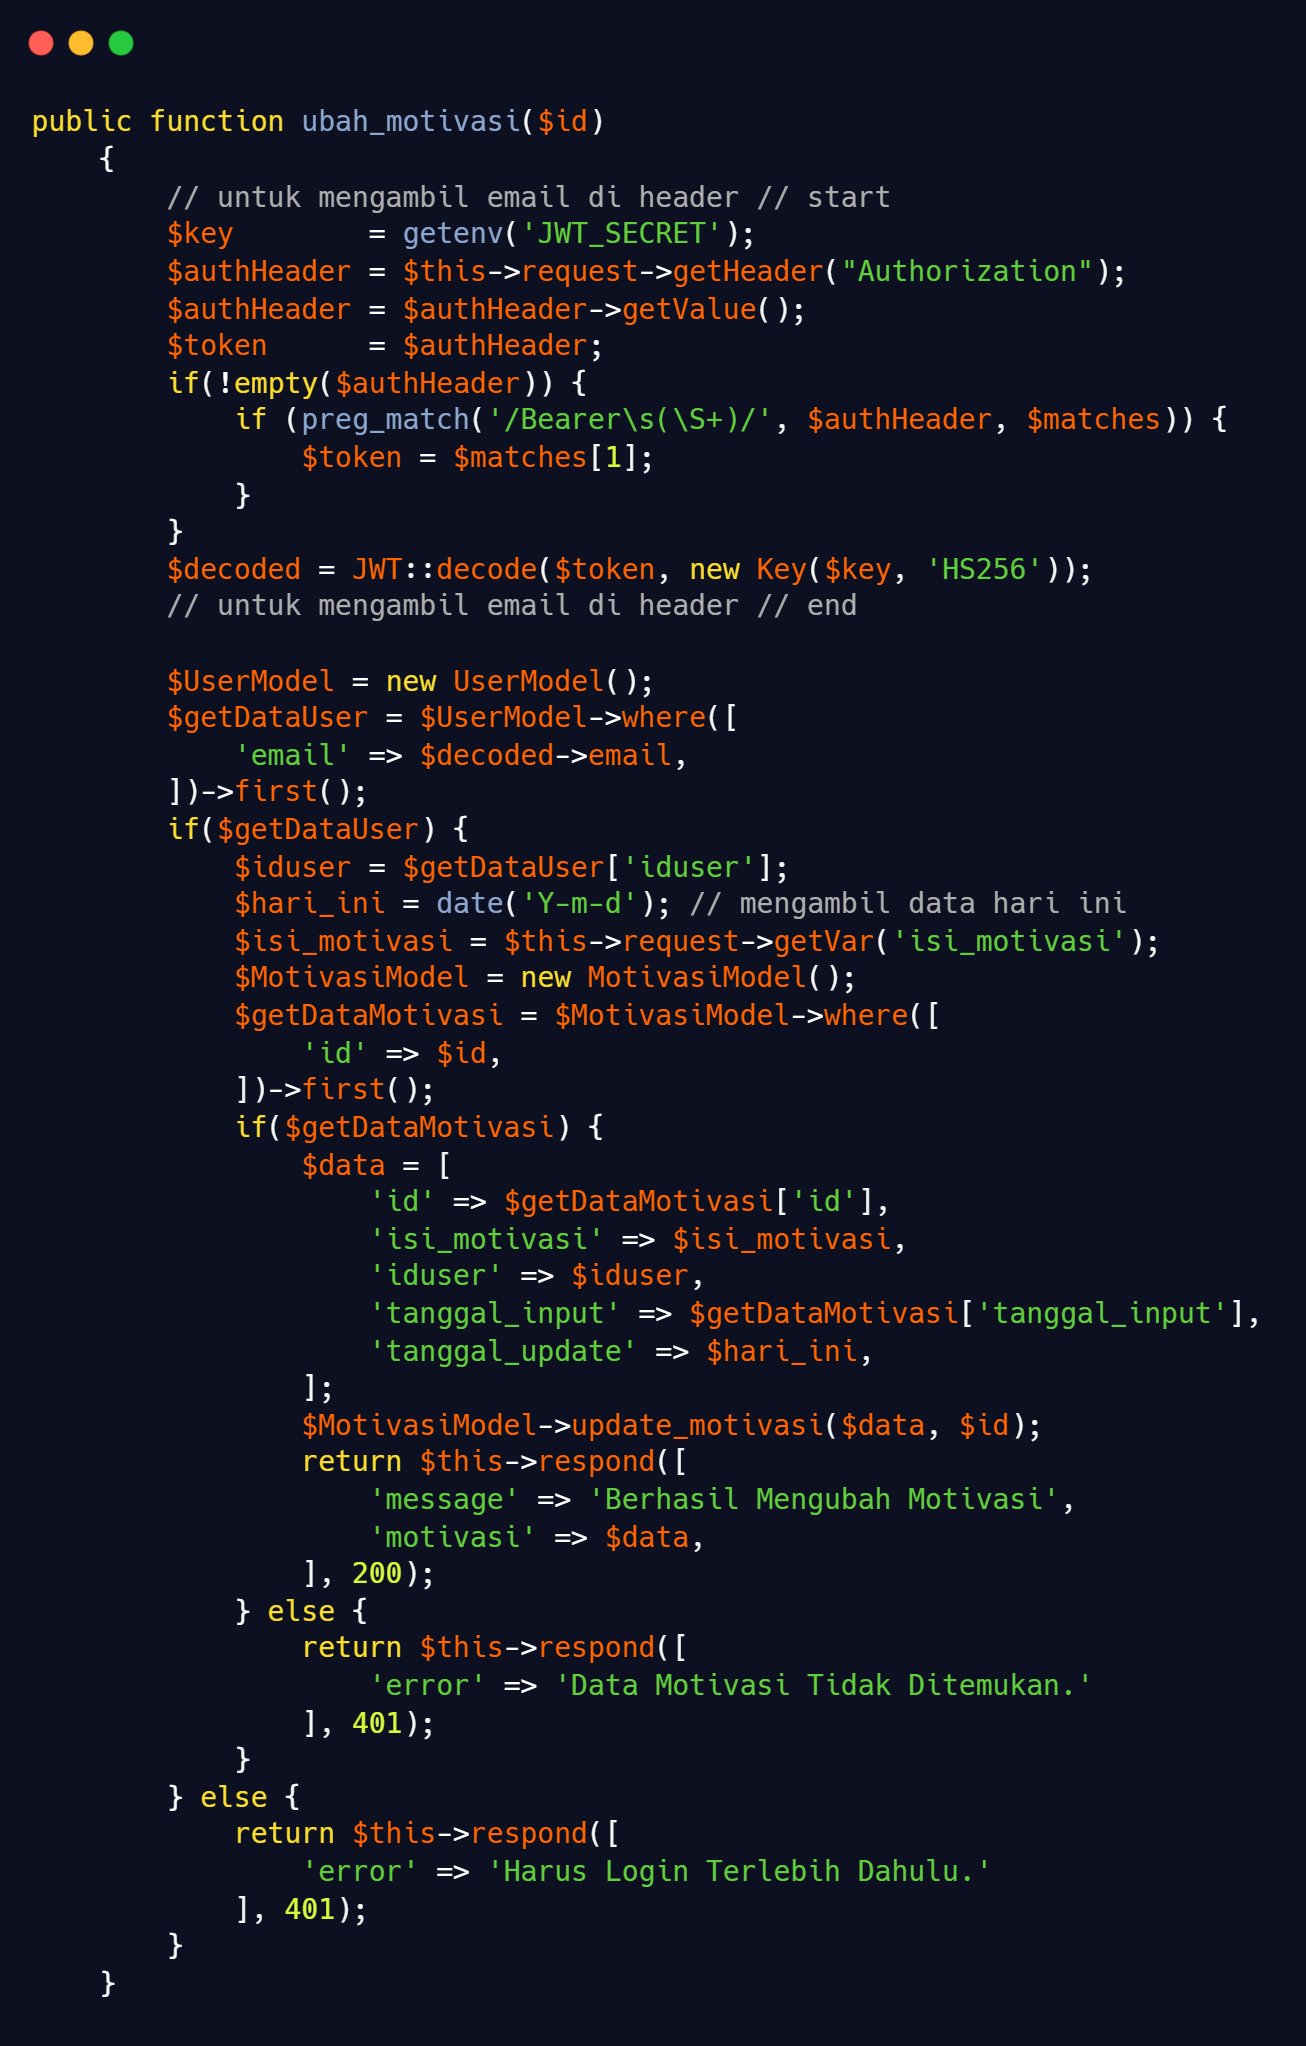 public function ubah_motivasi($id)
    {
        // untuk mengambil email di header // start
        $key        = getenv('JWT_SECRET');
        $authHeader = $this->request->getHeader("Authorization");
        $authHeader = $authHeader->getValue();
        $token      = $authHeader;
        if(!empty($authHeader)) {
            if (preg_match('/Bearer\s(\S+)/', $authHeader, $matches)) {
                $token = $matches[1];
            }
        }
        $decoded = JWT::decode($token, new Key($key, 'HS256'));
        // untuk mengambil email di header // end

        $UserModel = new UserModel();
        $getDataUser = $UserModel->where([
            'email' => $decoded->email,
        ])->first();
        if($getDataUser) {
            $iduser = $getDataUser['iduser'];
            $hari_ini = date('Y-m-d'); // mengambil data hari ini
            $isi_motivasi = $this->request->getVar('isi_motivasi');
            $MotivasiModel = new MotivasiModel();
            $getDataMotivasi = $MotivasiModel->where([
                'id' => $id,
            ])->first();
            if($getDataMotivasi) {
                $data = [
                    'id' => $getDataMotivasi['id'],
                    'isi_motivasi' => $isi_motivasi,
                    'iduser' => $iduser,
                    'tanggal_input' => $getDataMotivasi['tanggal_input'],
                    'tanggal_update' => $hari_ini,
                ];
                $MotivasiModel->update_motivasi($data, $id);
                return $this->respond([
                    'message' => 'Berhasil Mengubah Motivasi',
                    'motivasi' => $data,
                ], 200);
            } else {
                return $this->respond([
                    'error' => 'Data Motivasi Tidak Ditemukan.'
                ], 401);
            }
        } else {
            return $this->respond([
                'error' => 'Harus Login Terlebih Dahulu.'
            ], 401);
        }
    }